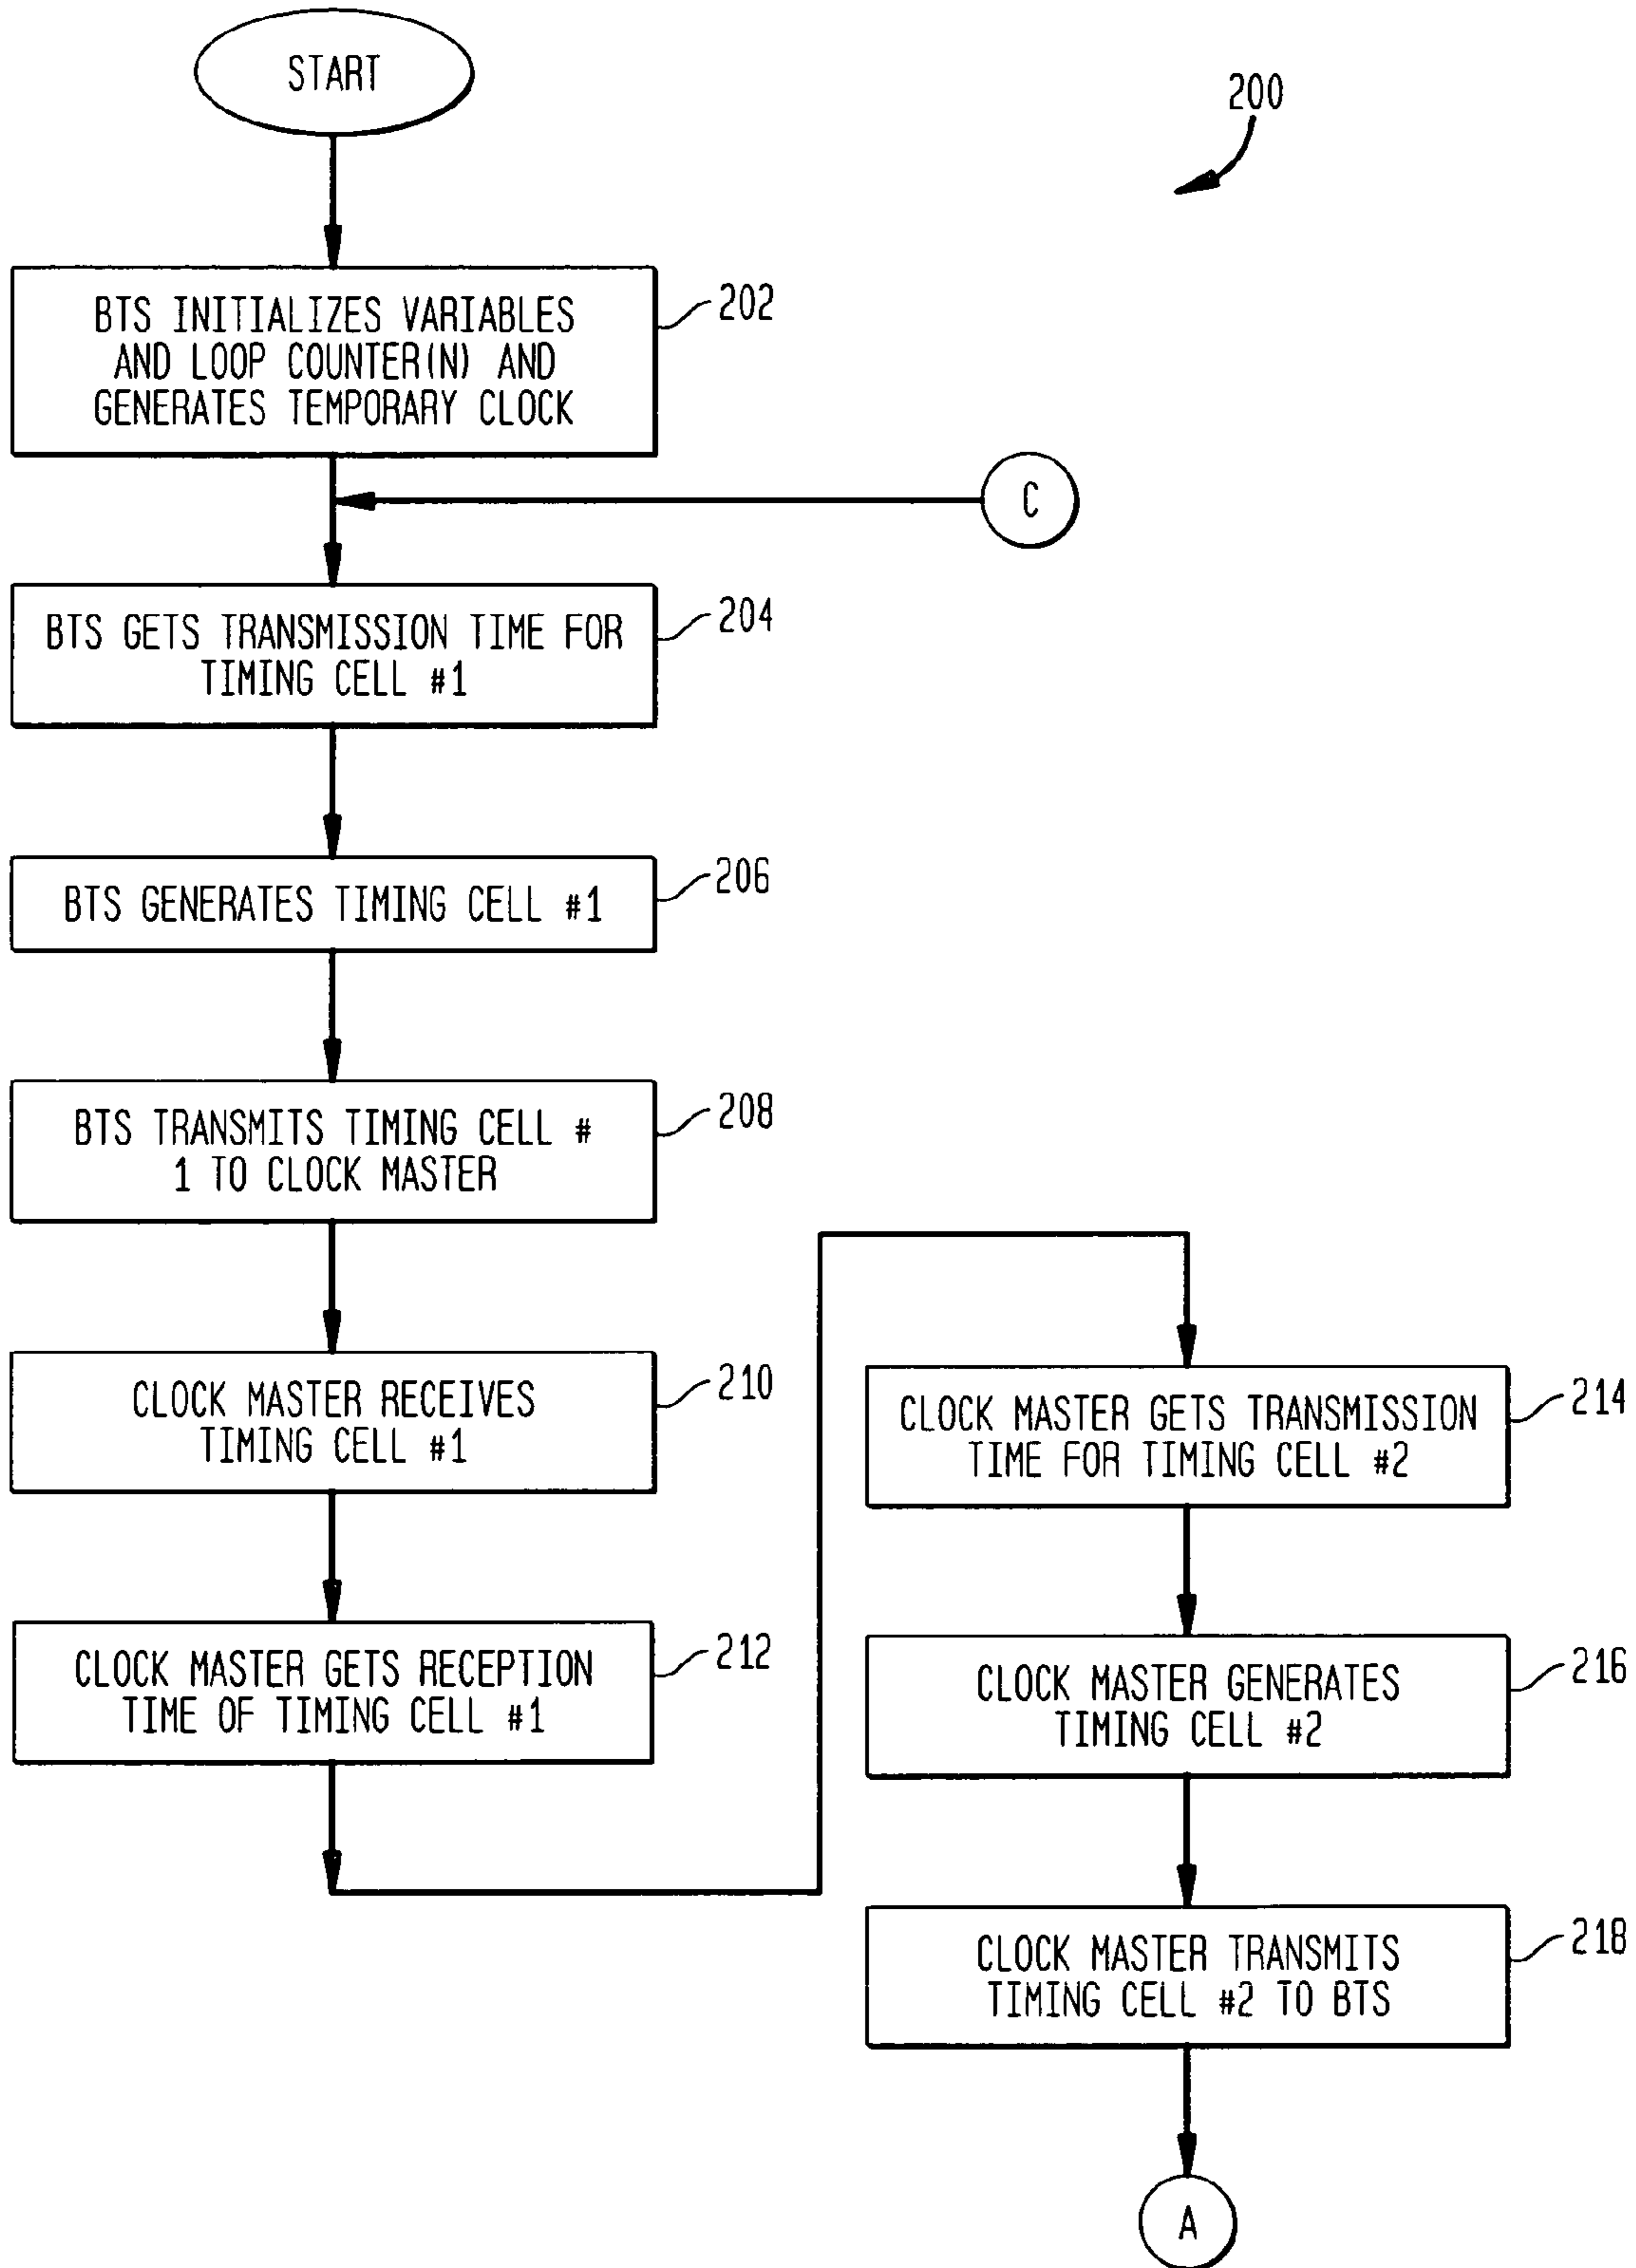 START
200
BTS INITIALIZES VARIABLES
AND LOOP COUNTER(N) AND
GENERATES TEMPORARY CLOCK
202
C
BTS GETS TRANSMISSION TIME FOR
TIMING CELL #1
204
BTS GENERATES TIMING CELL #1
206
BTS TRANSMITS TIMING CELL #
1 TO CLOCK MASTER
208
CLOCK MASTER RECEIVES
TIMING CELL #1
210
CLOCK MASTER GETS RECEPTION
TIME OF TIMING CELL #1
212
CLOCK MASTER GETS TRANSMISSION
TIME FOR TIMING CELL #2
214
CLOCK MASTER GENERATES
TIMING CELL #2
216
CLOCK MASTER TRANSMITS
TIMING CELL #2 TO BTS
218
A